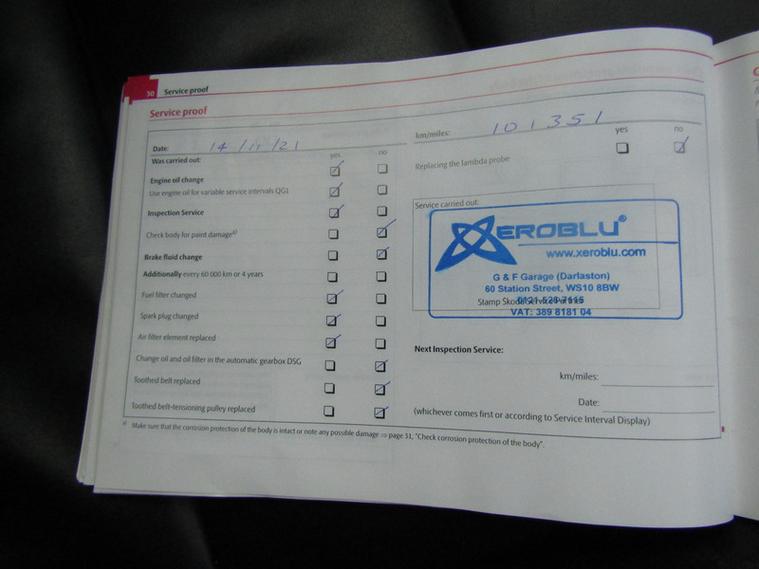 30 Service proof
Service proof
Date: 14/11/21
Was carried out:
yes no
Engine oil change
Use engine oil for variable service intervals QG1
Inspection Service
Check body for paint damage a)
Brake fluid change
Additionally every 60 000 km or 4 years
Fuel filter changed
Spark plug changed
Air filter element replaced
Change oil and oil filter in the automatic gearbox DSG
Toothed belt replaced
Toothed belt-tensioning pulley replaced
km/miles: 101351
yes no
Replacing the lambda probe
Service carried out:
XEROBLU®
www.xeroblu.com
G & F Garage (Darlaston)
60 Station Street, WS10 8BW
Stamp Škoda Service Partner
VAT: 389 8181 04
Next Inspection Service:
km/miles:
Date:
(whichever comes first or according to Service Interval Display)
a) Make sure that the corrosion protection of the body is intact or note any possible damage ⇒ page 31, "Check corrosion protection of the body".